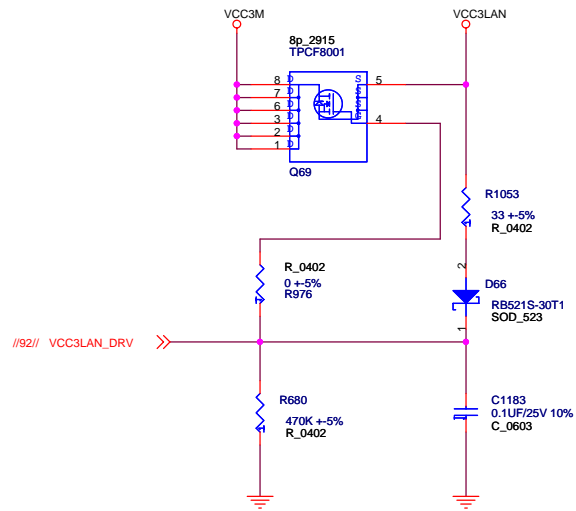 VCC3M
VCC3LAN
8p_2915
TPCF8001
8 D
7 D
6 D
3 D
2 D
1
S 5
S
S
G 4
Q69
R1053
33 +-5%
R_0402
R_0402
0 +-5%
R976
2
D66
RB521S-30T1
SOD_523
1
//92// VCC3LAN_DRV
R680
470K +-5%
R_0402
C1183
0.1UF/25V 10%
C_0603